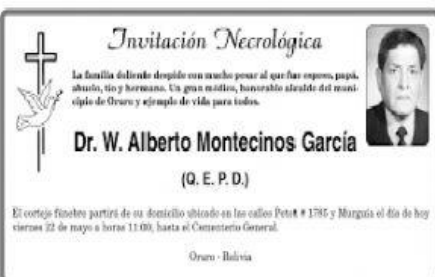 Invitación Necrológica
La familia doliente despide con mucho pesar al que fue esposo, papá,
abuelo, tío y hermano. Un gran médico, honorable alcalde del muni-
cipio de Oruro y ejemplo de vida para todos.
Dr. W. Alberto Montecinos García
(Q. E. P. D.)
El cortejo fúnebre partirá de su domicilio ubicado en las calles # 1785 y Murguía el día de hoy
viernes 22 de mayo a horas 11:00, hasta el Cementerio General.
Oruro - Bolivia